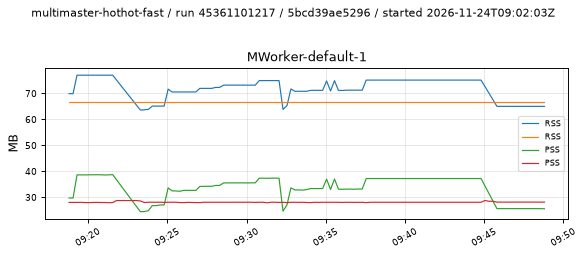 multimaster-hothot-fast / run 45361101217 / 5bcd39ae5296 / started 2026-11-24T09:02:03Z
MWorker-default-1
MB
70
60
50
40
30
RSS
RSS
PSS
PSS
09:20
09:25
09:30
09:35
09:40
09:45
09:50